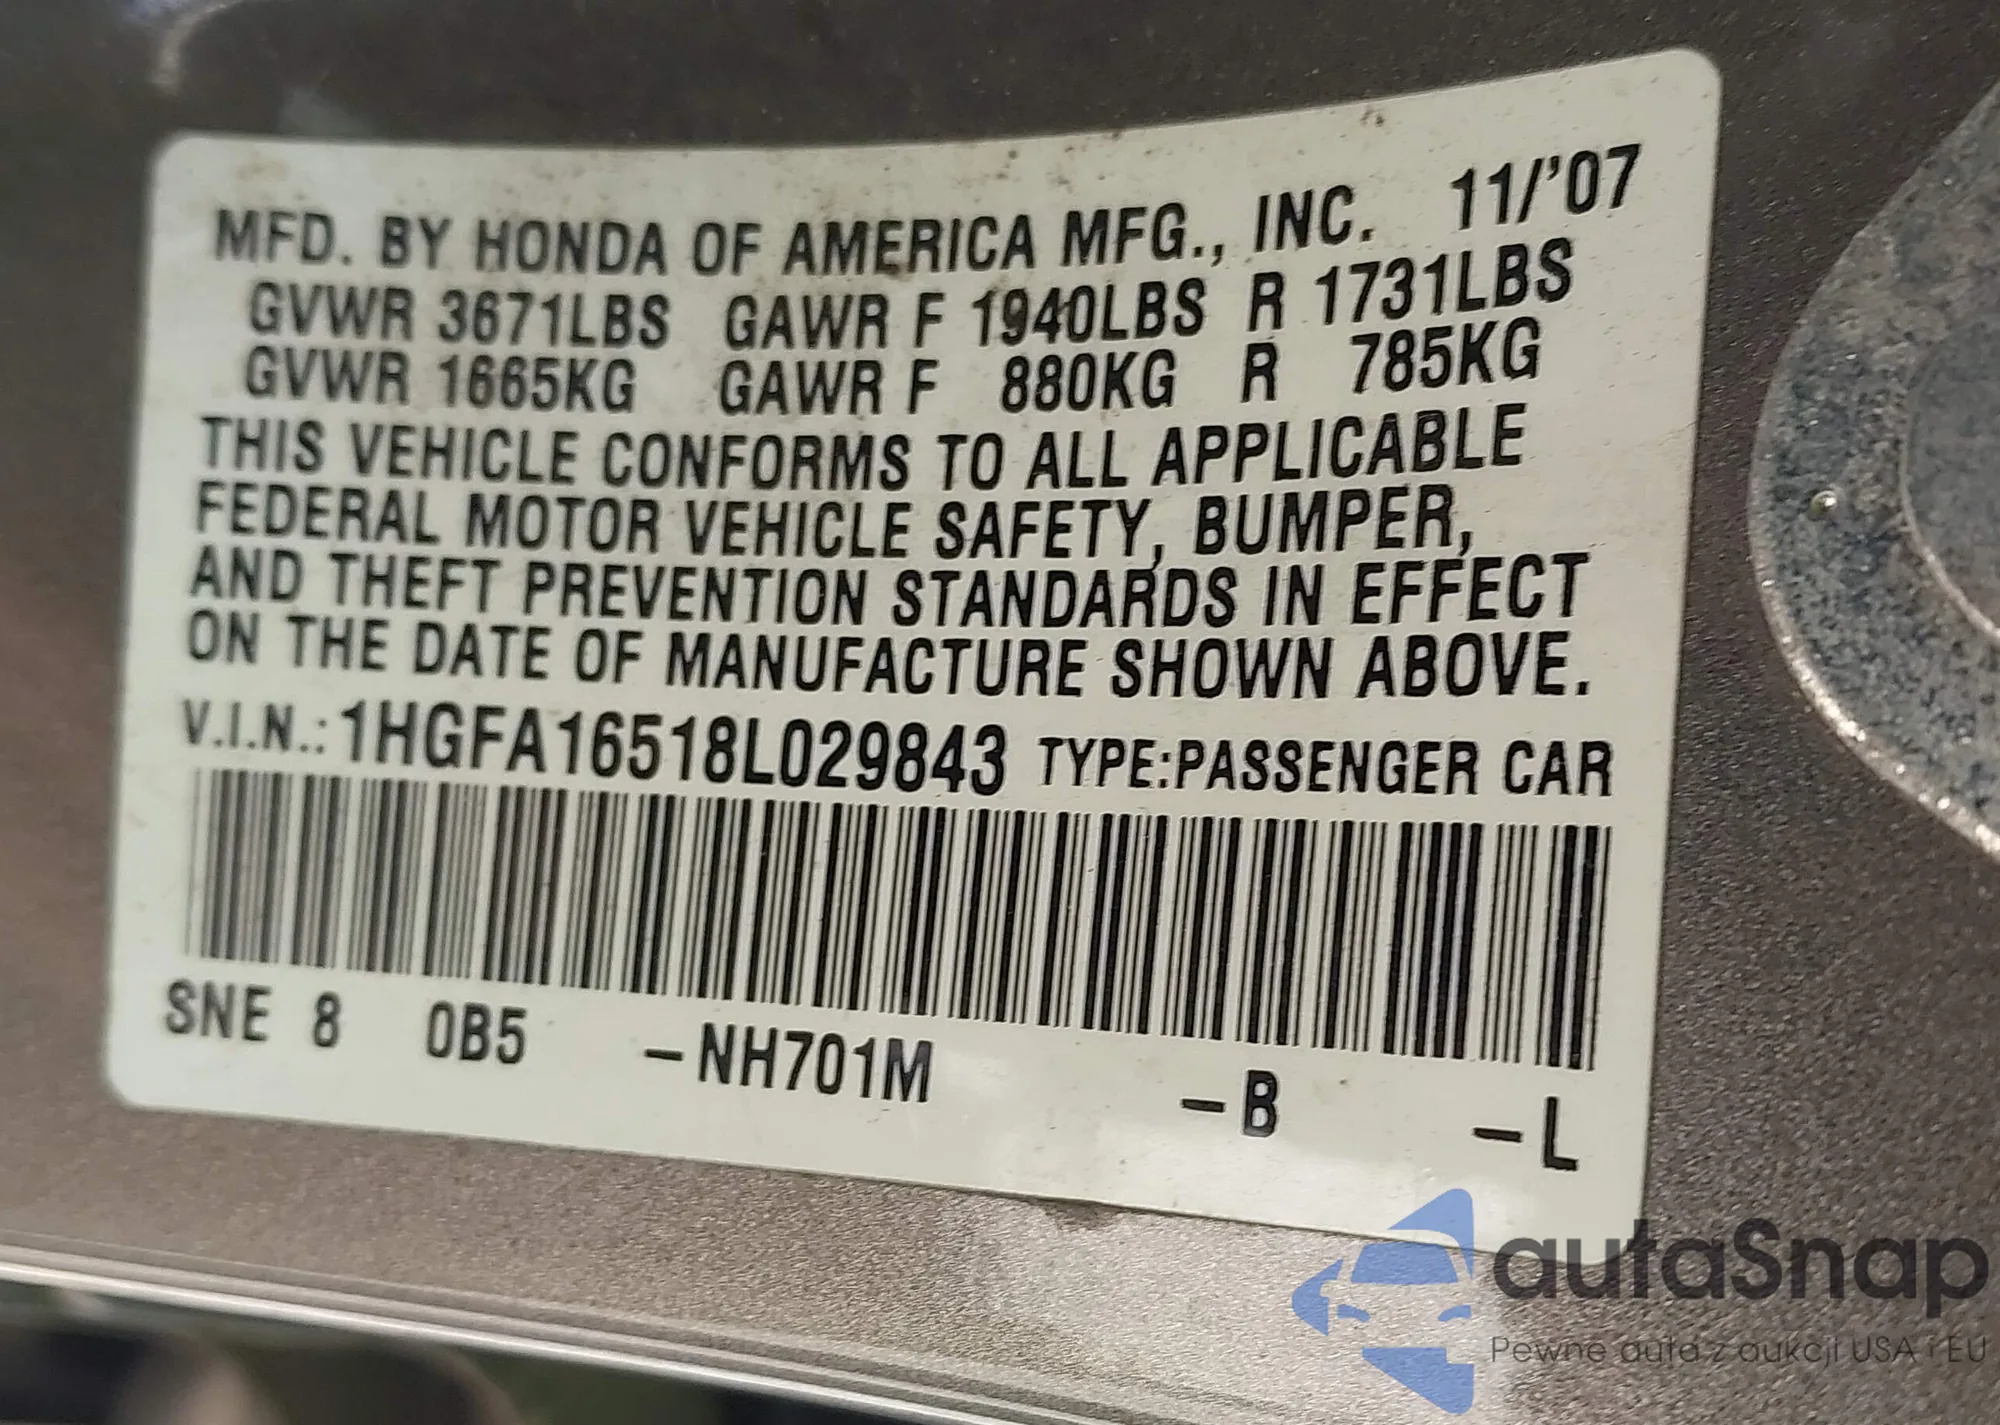 MFD. BY HONDA OF AMERICA MFG., INC. 11/'07
GVWR 3671LBS GAWR F 1940LBS R 1731LBS
GVWR 1665KG GAWR F 880KG R 785KG
THIS VEHICLE CONFORMS TO ALL APPLICABLE
FEDERAL MOTOR VEHICLE SAFETY, BUMPER,
AND THEFT PREVENTION STANDARDS IN EFFECT
ON THE DATE OF MANUFACTURE SHOWN ABOVE.
V.I.N.: 1HGFA16518L029843 TYPE:PASSENGER CAR
SNE 8 0B5 -NH701M -B -L
autaSnap
Pewne auta z aukcji USA i EU